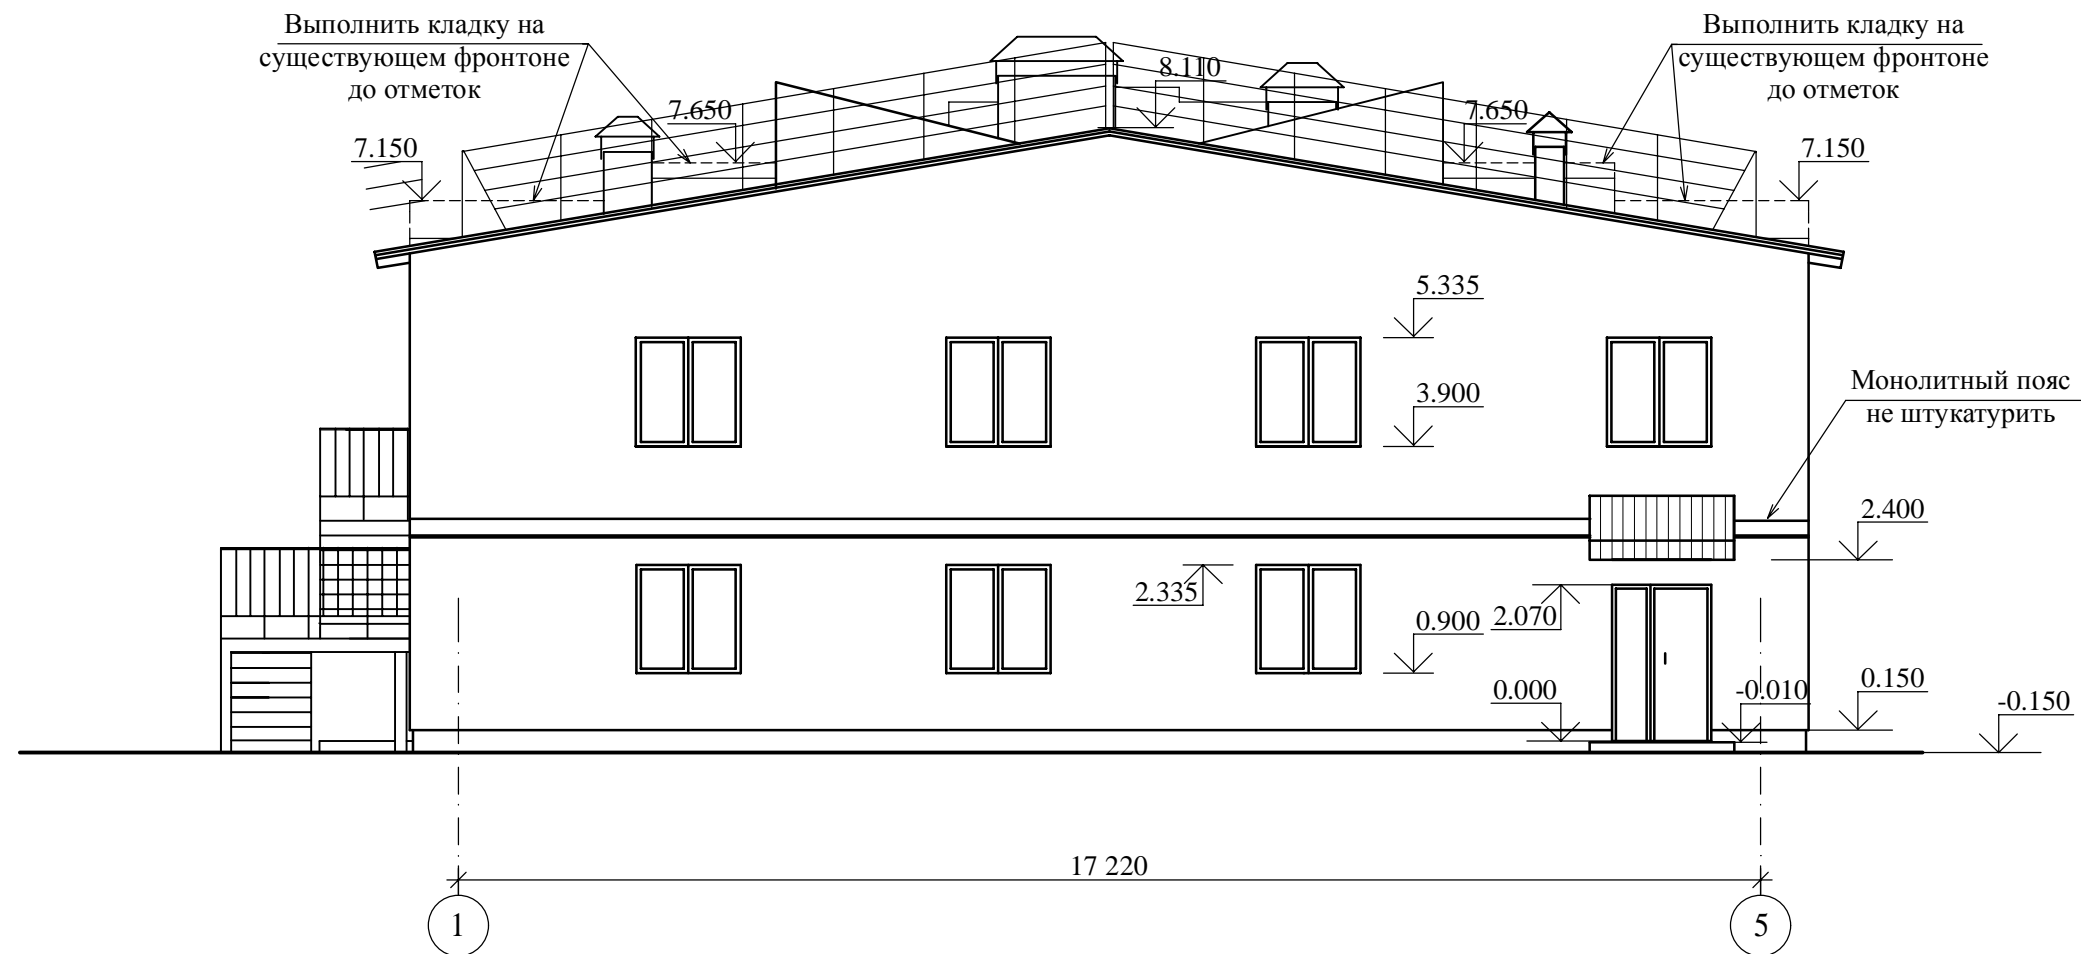 Выполнить кладку на
существующем фронтоне
до отметок
Выполнить кладку на
существующем фронтоне
до отметок
8.110
7.650
7.650
7.150
7.150
5.335
3.900
Монолитный пояс
не штукатурить
2.400
2.335
2.070
0.900
0.000
-0.010
0.150
-0.150
17 220
1
5